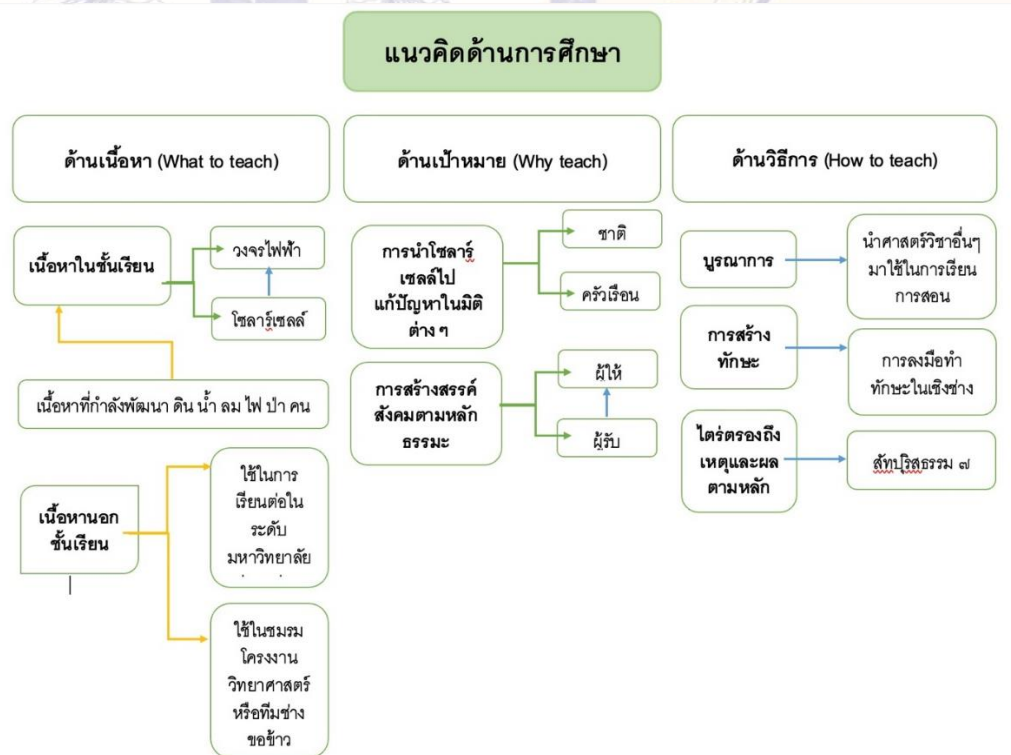 แนวคิดด้านการศึกษา
ด้านเนื้อหา (What to teach)
เนื้อหาในชั้นเรียน
วงจรไฟฟ้า
โซลาร์เซลล์
เนื้อหาที่กำลังพัฒนา ดิน น้ำ ลม ไฟ ป่า คน
เนื้อหานอก
ชั้นเรียน
ใช้ในการ
เรียนต่อใน
ระดับ
มหาวิทยาลัย
ใช้ในชมรม
โครงงาน
วิทยาศาสตร์
หรือทีมช่าง
ขอข้าว
ด้านเป้าหมาย (Why teach)
การนำโซลาร์
เซลล์ไป
แก้ปัญหาในมิติ
ต่าง ๆ
ชาติ
ครัวเรือน
การสร้างสรรค์
สังคมตามหลัก
ธรรมะ
ผู้ให้
ผู้รับ
ด้านวิธีการ (How to teach)
บูรณาการ
นำศาสตร์วิชาอื่นๆ
มาใช้ในการเรียน
การสอน
การสร้าง
ทักษะ
การลงมือทำ
ทักษะในเชิงช่าง
ไตร่ตรองถึง
เหตุและผล
ตามหลัก
สัทปุริสธรรม ๗